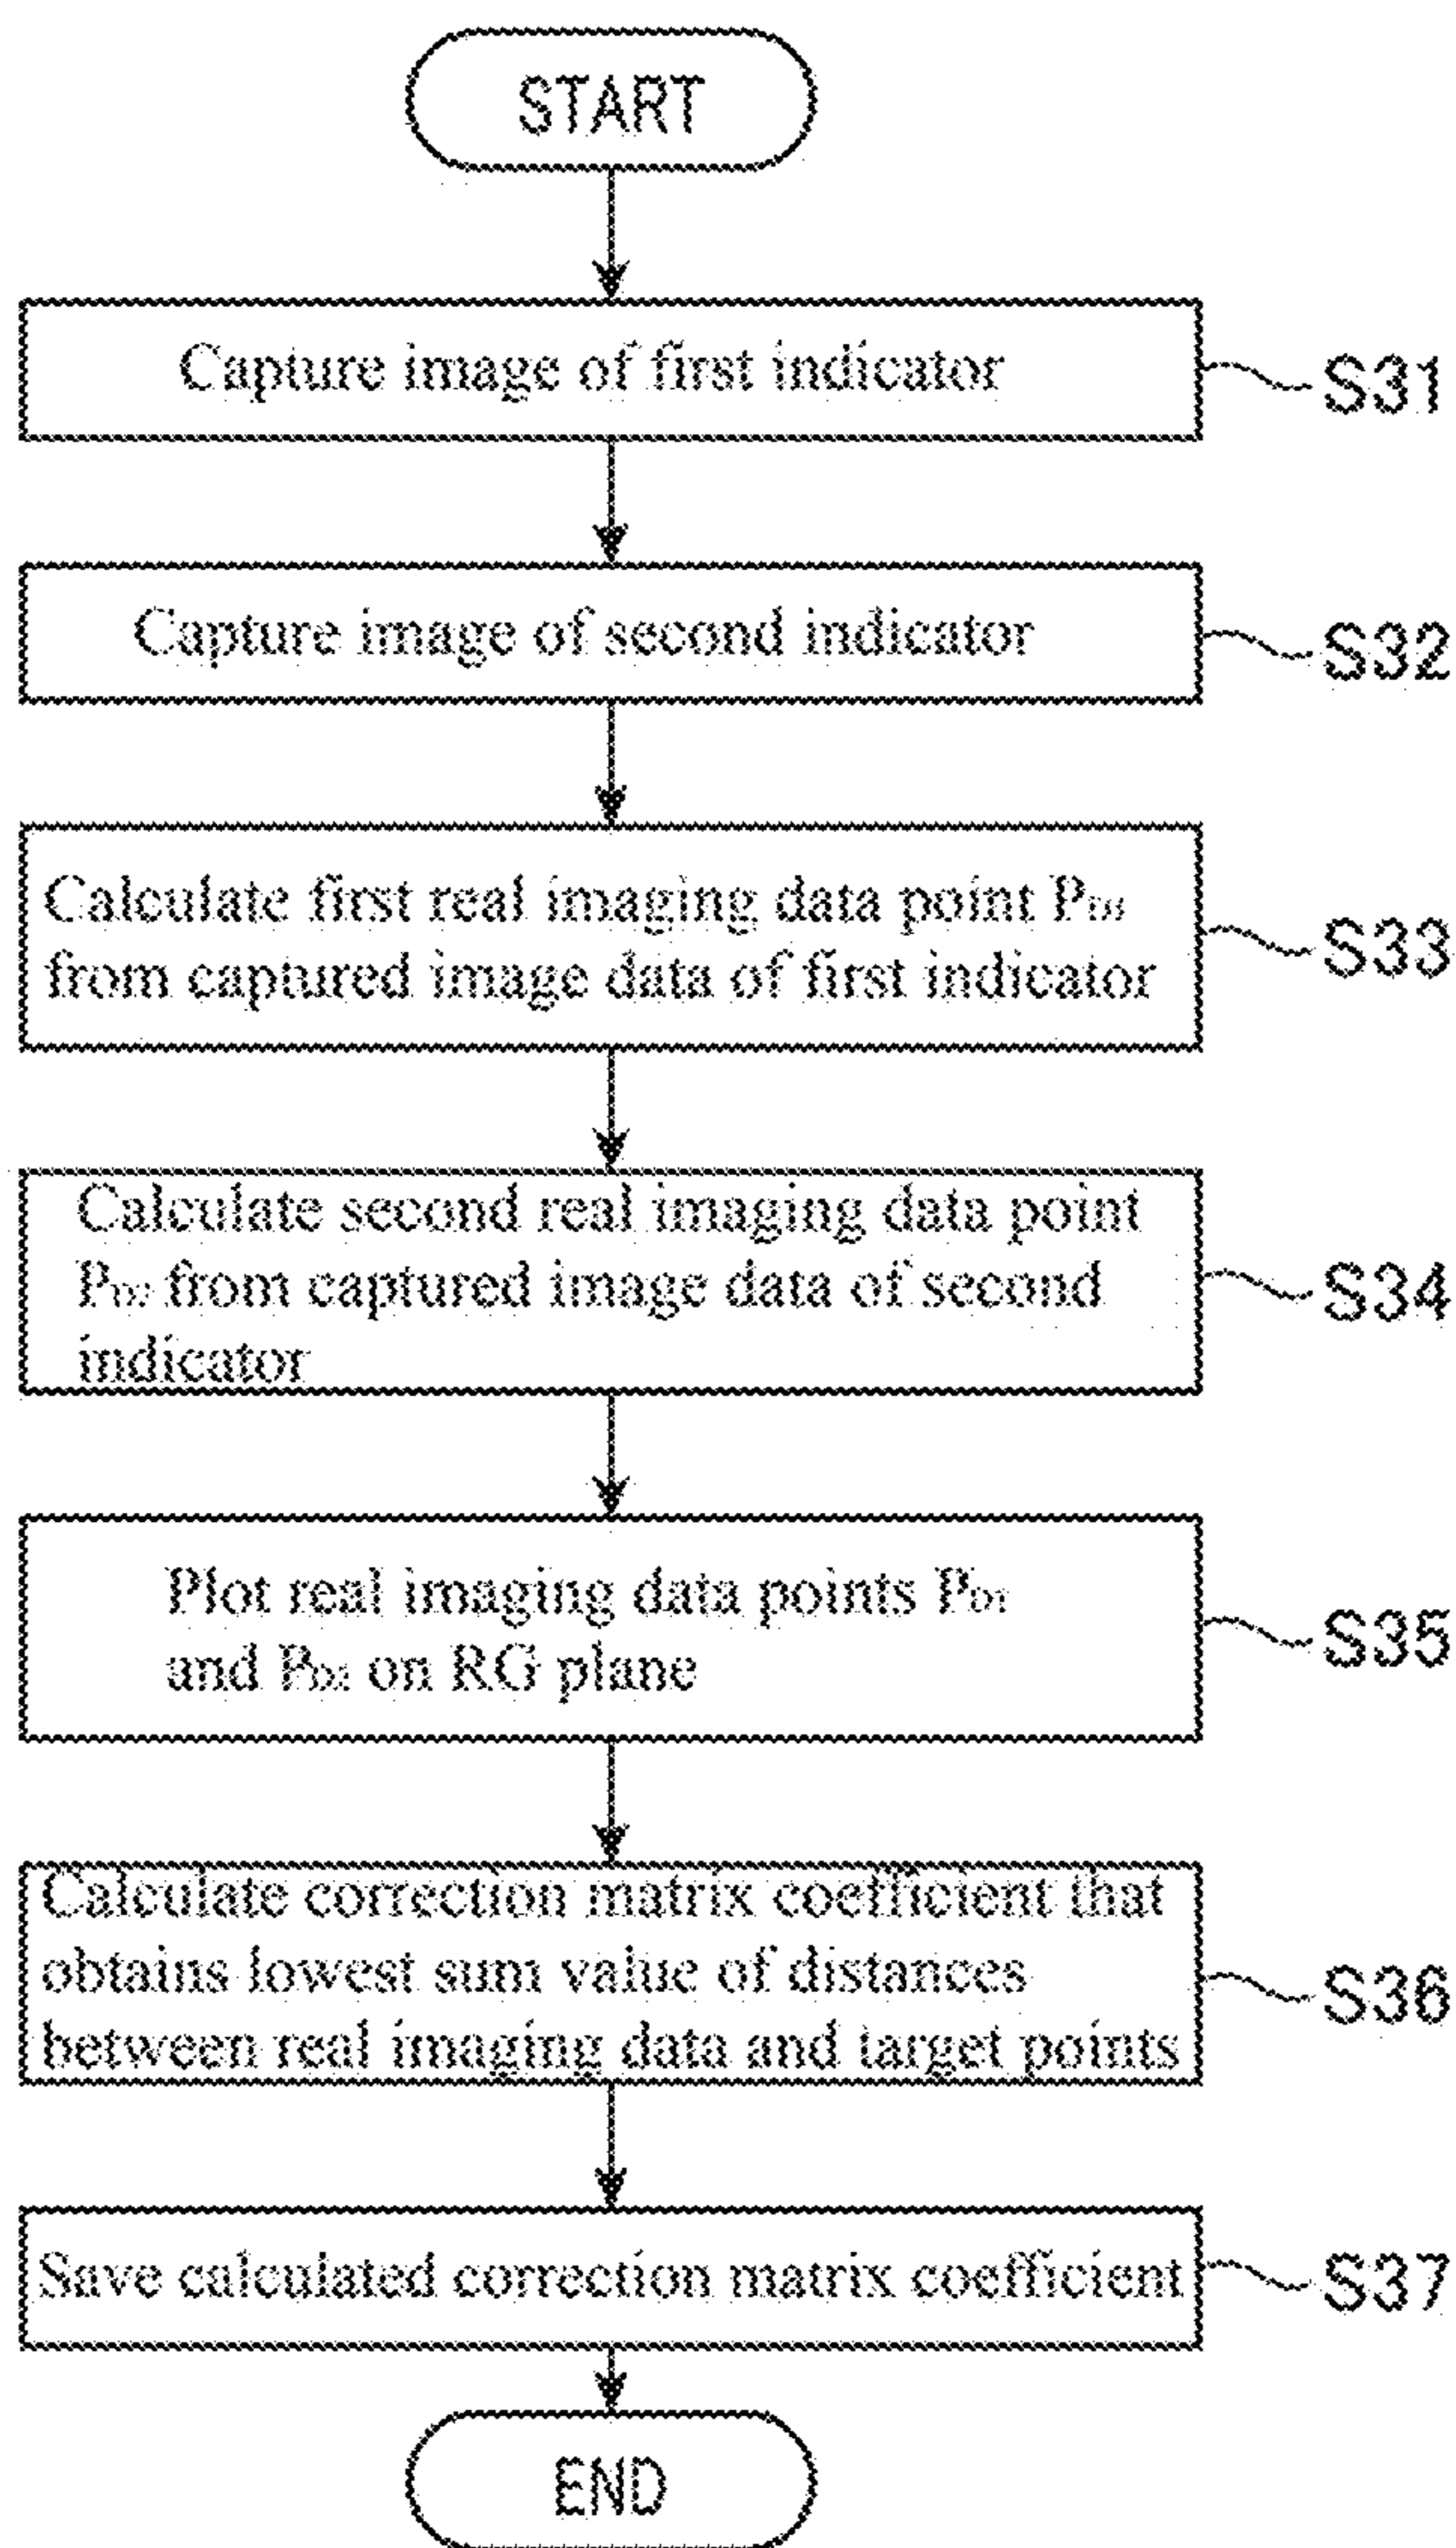 START
Capture image of first indicator
S31
Capture image of second indicator
S32
Calculate first real imaging data point PD1
from captured image data of first indicator
S33
Calculate second real imaging data point
PD2 from captured image data of second
indicator
S34
Plot real imaging data points PD1
and PD2 on RG plane
S35
Calculate correction matrix coefficient that
obtains lowest sum value of distances
between real imaging data and target points
S36
Save calculated correction matrix coefficient
S37
END